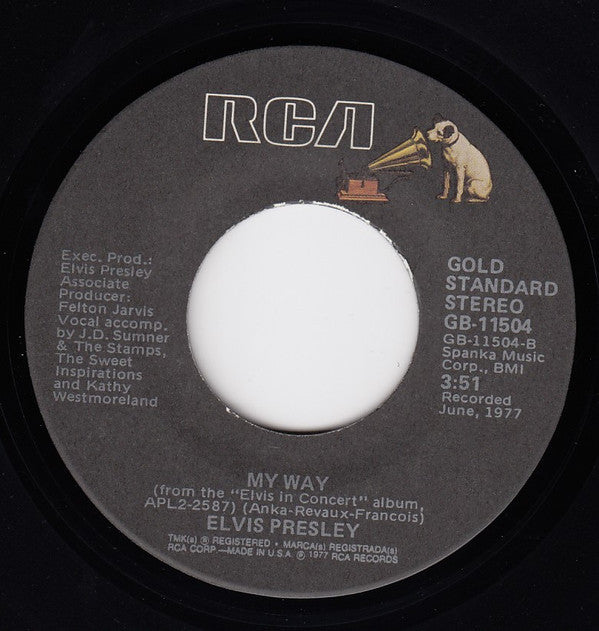 RCA
Exec. Prod.:
Elvis Presley
Associate
Producer:
Felton Jarvis
Vocal accomp.
by J.D. Sumner
& The Stamps,
The Sweet
Inspirations
and Kathy
Westmoreland
GOLD
STANDARD
STEREO
GB-11504
GB-11504-B
Spanka Music
Corp., BMI
3:51
Recorded
June, 1977
MY WAY
(from the "Elvis In Concert" album,
APL2-2587) (Anka-Revaux-Francois)
ELVIS PRESLEY
TMK(s) ® REGISTERED • MARCA(s) REGISTRADA(s)
RCA CORP.—MADE IN U.S.A. ℗ 1977 RCA RECORDS